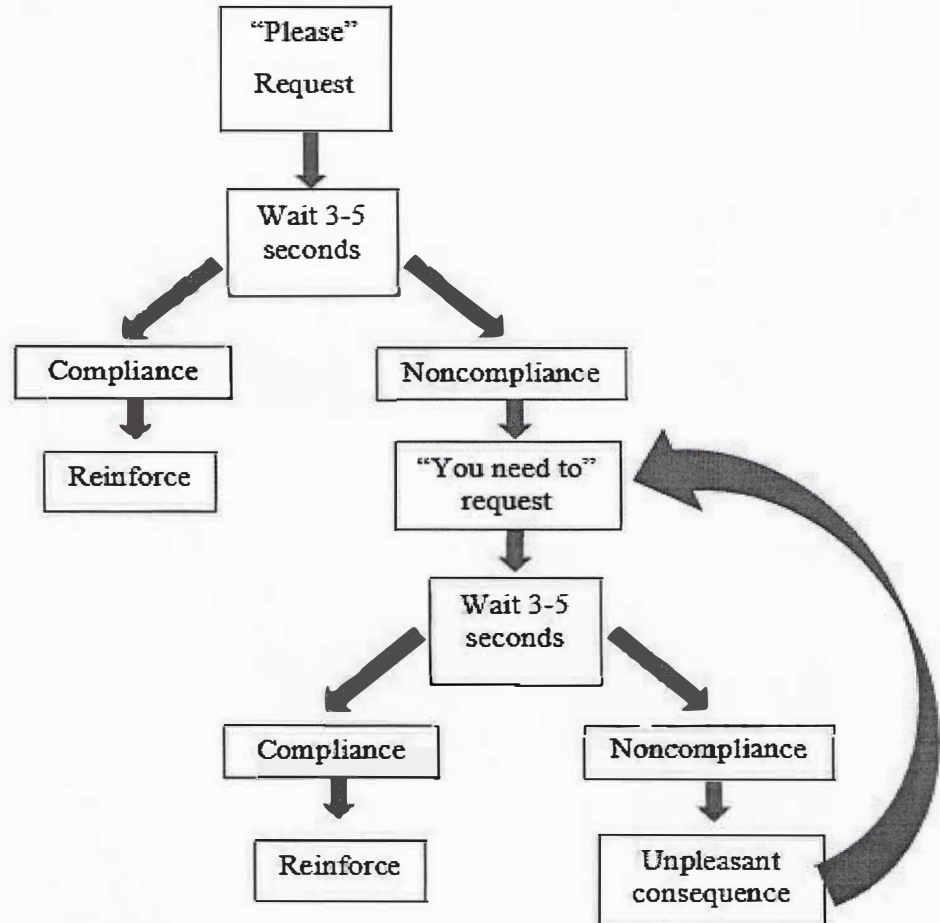 “Please”
Request
Wait 3-5
seconds
Compliance
Noncompliance
Reinforce
“You need to”
request
Wait 3-5
seconds
Compliance
Noncompliance
Reinforce
Unpleasant
consequence